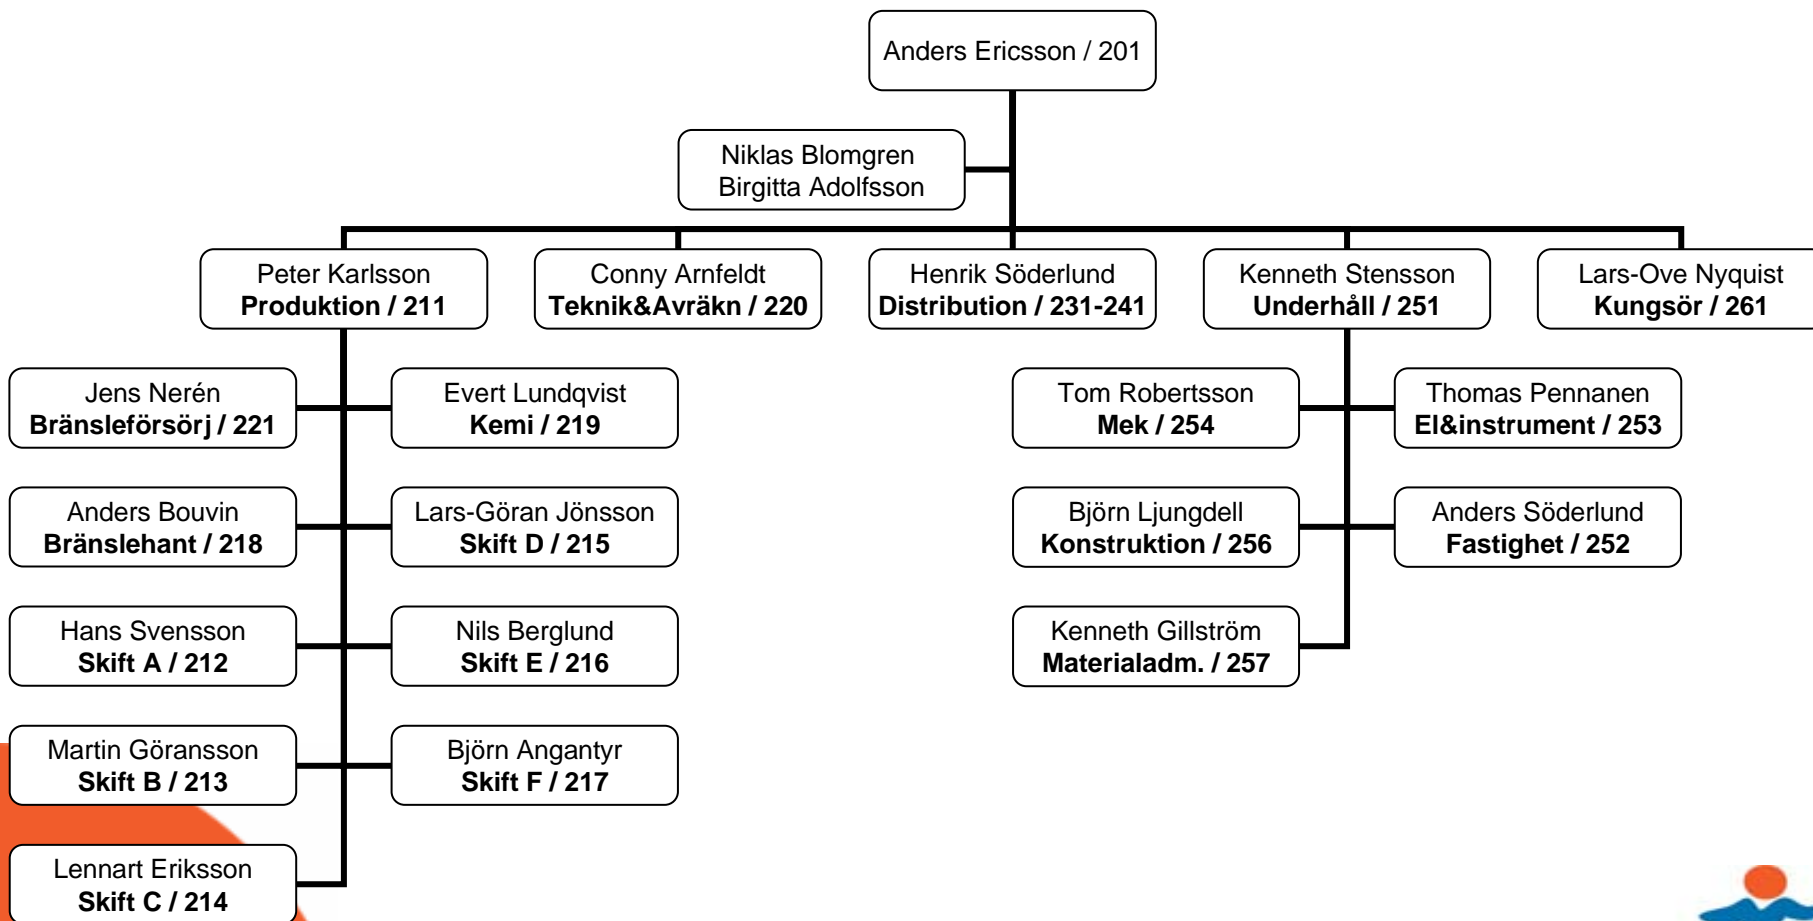 Anders Ericsson / 201
Niklas Blomgren
Birgitta Adolfsson
Peter Karlsson
Produktion / 211
Conny Arnfeldt
Teknik&Avräkn / 220
Henrik Söderlund
Distribution / 231-241
Kenneth Stensson
Underhåll / 251
Lars-Ove Nyquist
Kungsör / 261
Jens Nerén
Bränsleförsörj / 221
Evert Lundqvist
Kemi / 219
Tom Robertsson
Mek / 254
Thomas Pennanen
El&instrument / 253
Anders Bouvin
Bränslehant / 218
Lars-Göran Jönsson
Skift D / 215
Björn Ljungdell
Konstruktion / 256
Anders Söderlund
Fastighet / 252
Hans Svensson
Skift A / 212
Nils Berglund
Skift E / 216
Kenneth Gillström
Materialadm. / 257
Martin Göransson
Skift B / 213
Björn Angantyr
Skift F / 217
Lennart Eriksson
Skift C / 214